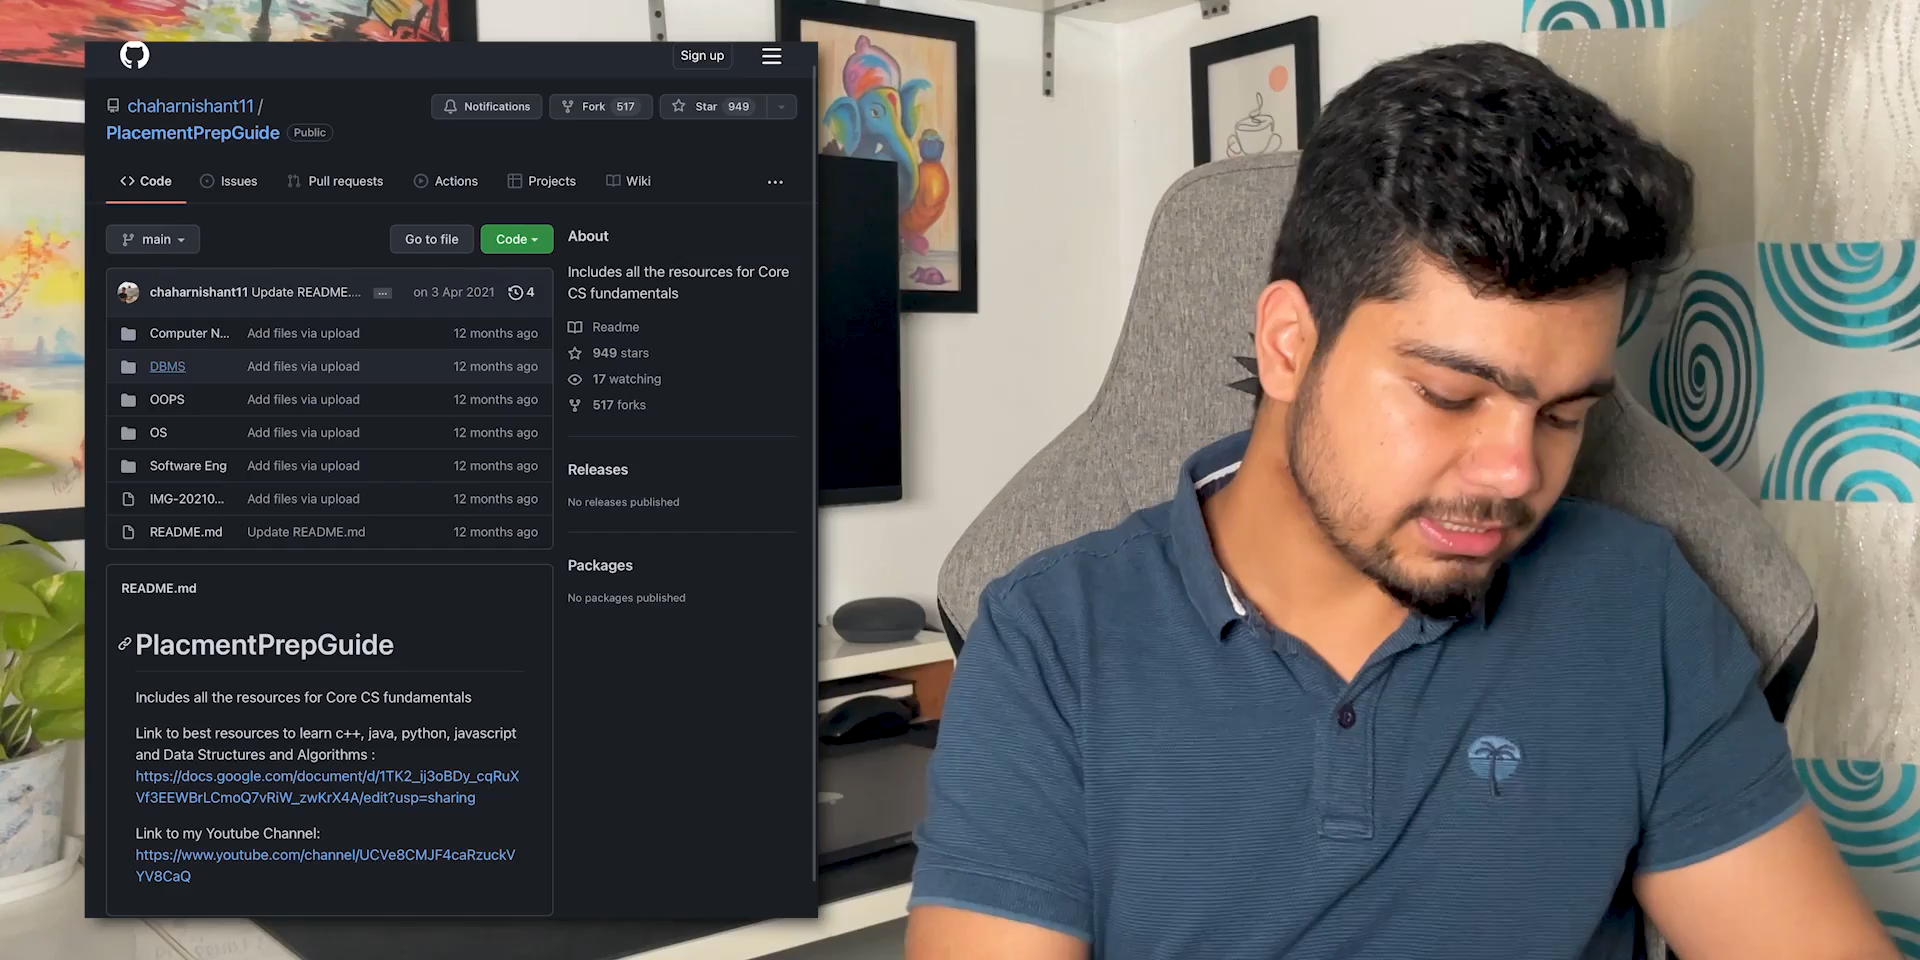 Sign up
chaharnishant11 /
PlacementPrepGuide Public
Notifications
Fork 517
Star 949
Code
Issues
Pull requests
Actions
Projects
Wiki
main
Go to file
Code
chaharnishant11 Update README.... on 3 Apr 2021 4
Computer N... Add files via upload 12 months ago
DBMS Add files via upload 12 months ago
OOPS Add files via upload 12 months ago
OS Add files via upload 12 months ago
Software Eng Add files via upload 12 months ago
IMG-20210... Add files via upload 12 months ago
README.md Update README.md 12 months ago
About
Includes all the resources for Core
CS fundamentals
Readme
949 stars
17 watching
517 forks
Releases
No releases published
Packages
No packages published
README.md
PlacmentPrepGuide
Includes all the resources for Core CS fundamentals
Link to best resources to learn c++, java, python, javascript
and Data Structures and Algorithms :
https://docs.google.com/document/d/1TK2_ij3oBDy_cqRuX
Vf3EEWBrLCmoQ7vRiW_zwKrX4A/edit?usp=sharing
Link to my Youtube Channel:
https://www.youtube.com/channel/UCVe8CMJF4caRzuckV
YV8CaQ